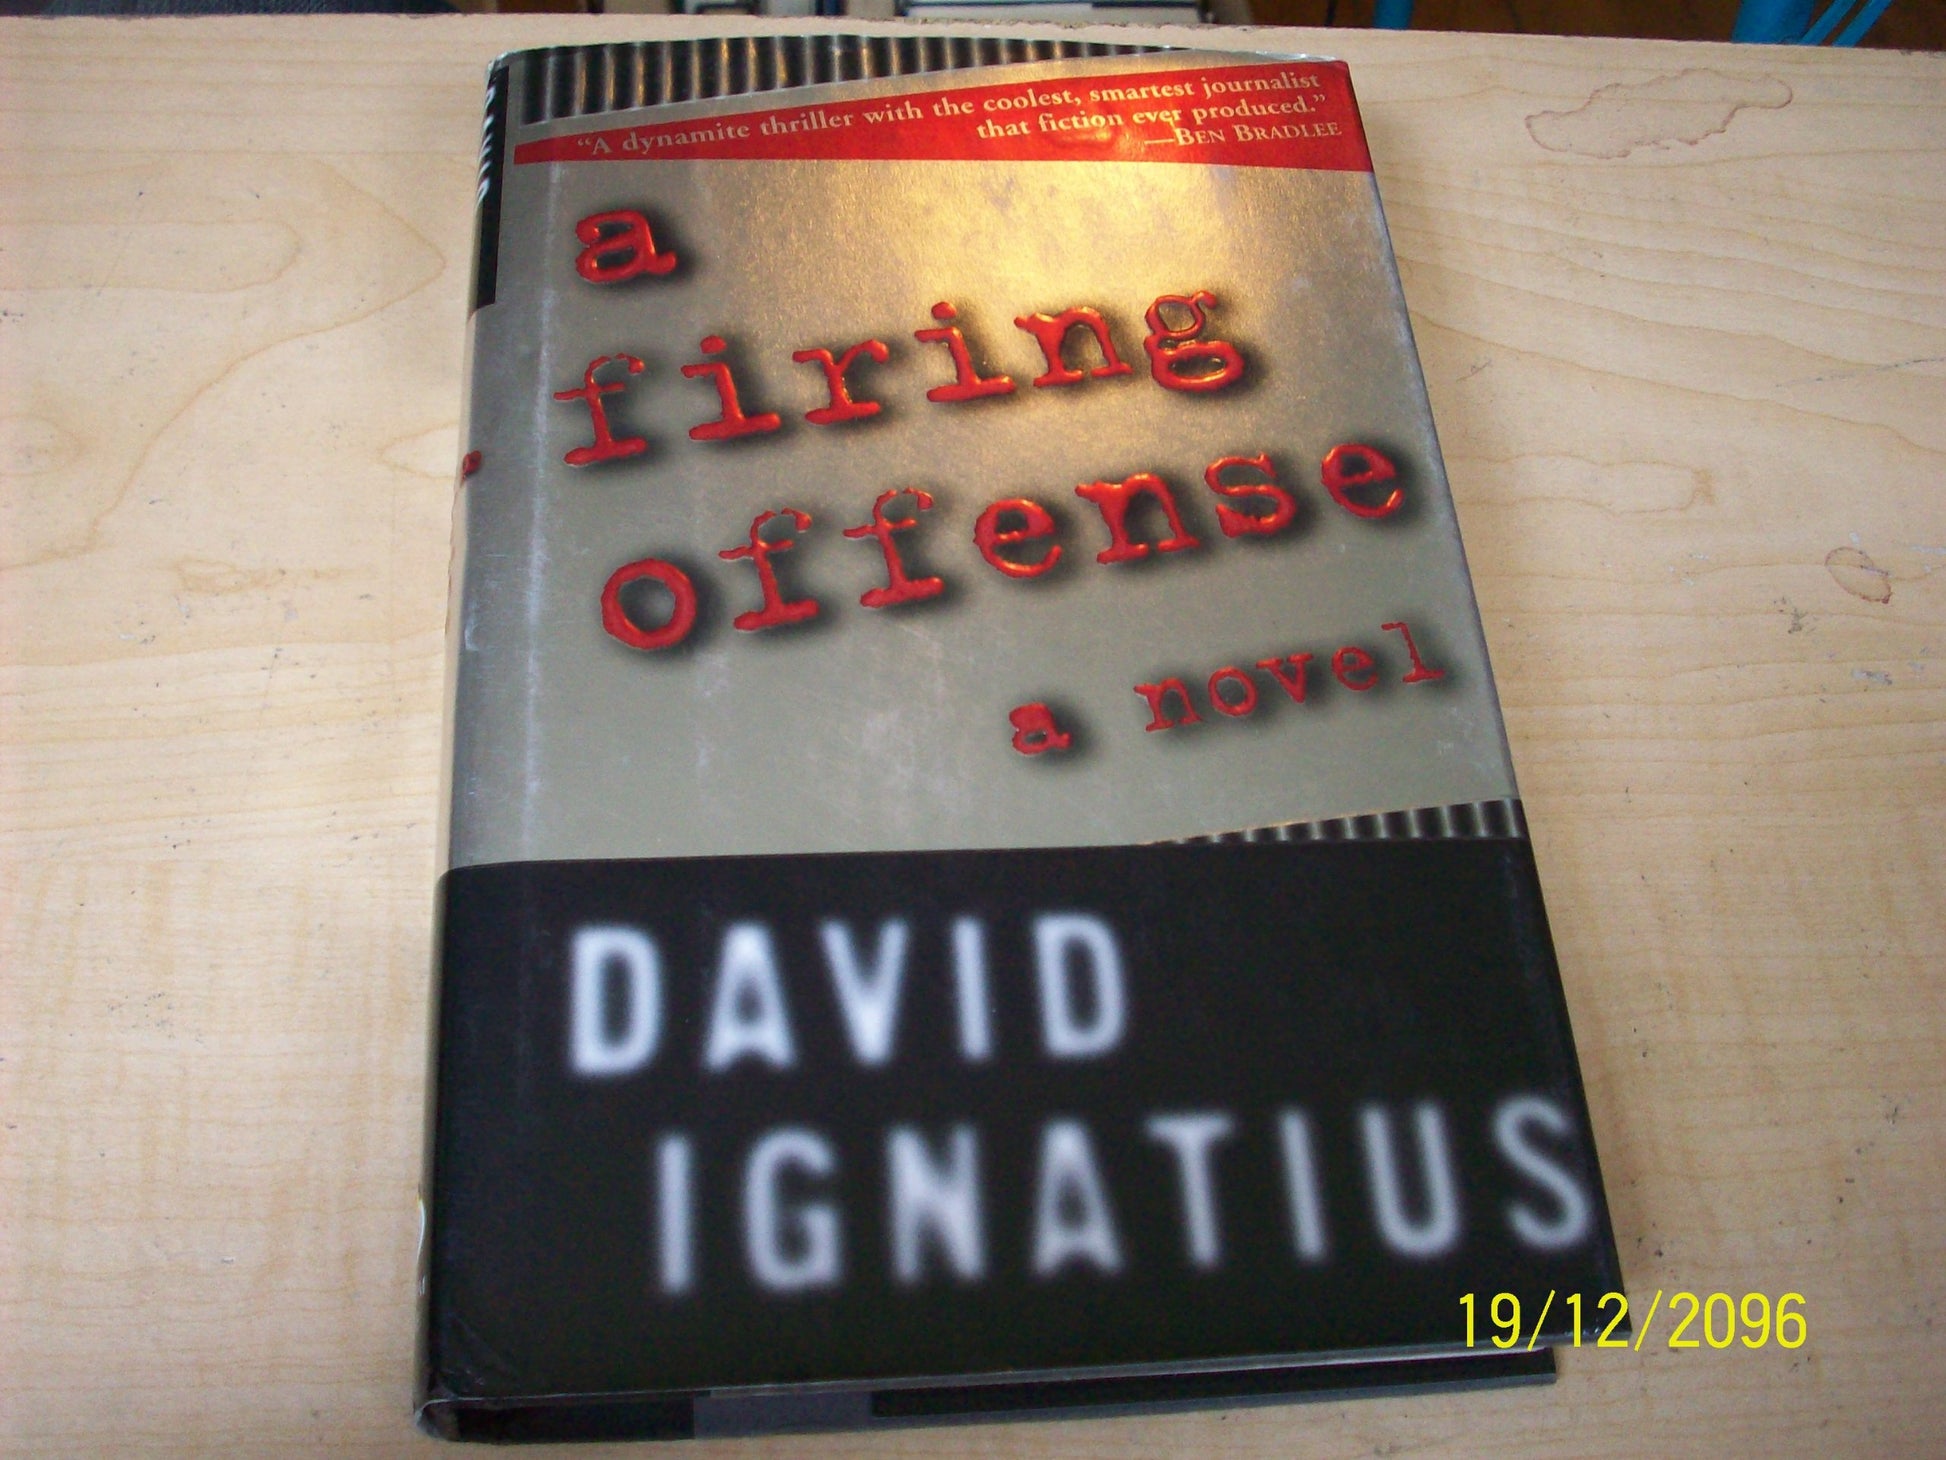 “A dynamite thriller with the coolest, smartest journalist
that fiction ever produced.”
—BEN BRADLEE
a
firing
offense
a novel
DAVID
IGNATIUS
19/12/2096